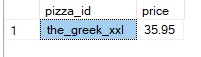 pizza_id price
1 the_greek_xxl 35.95